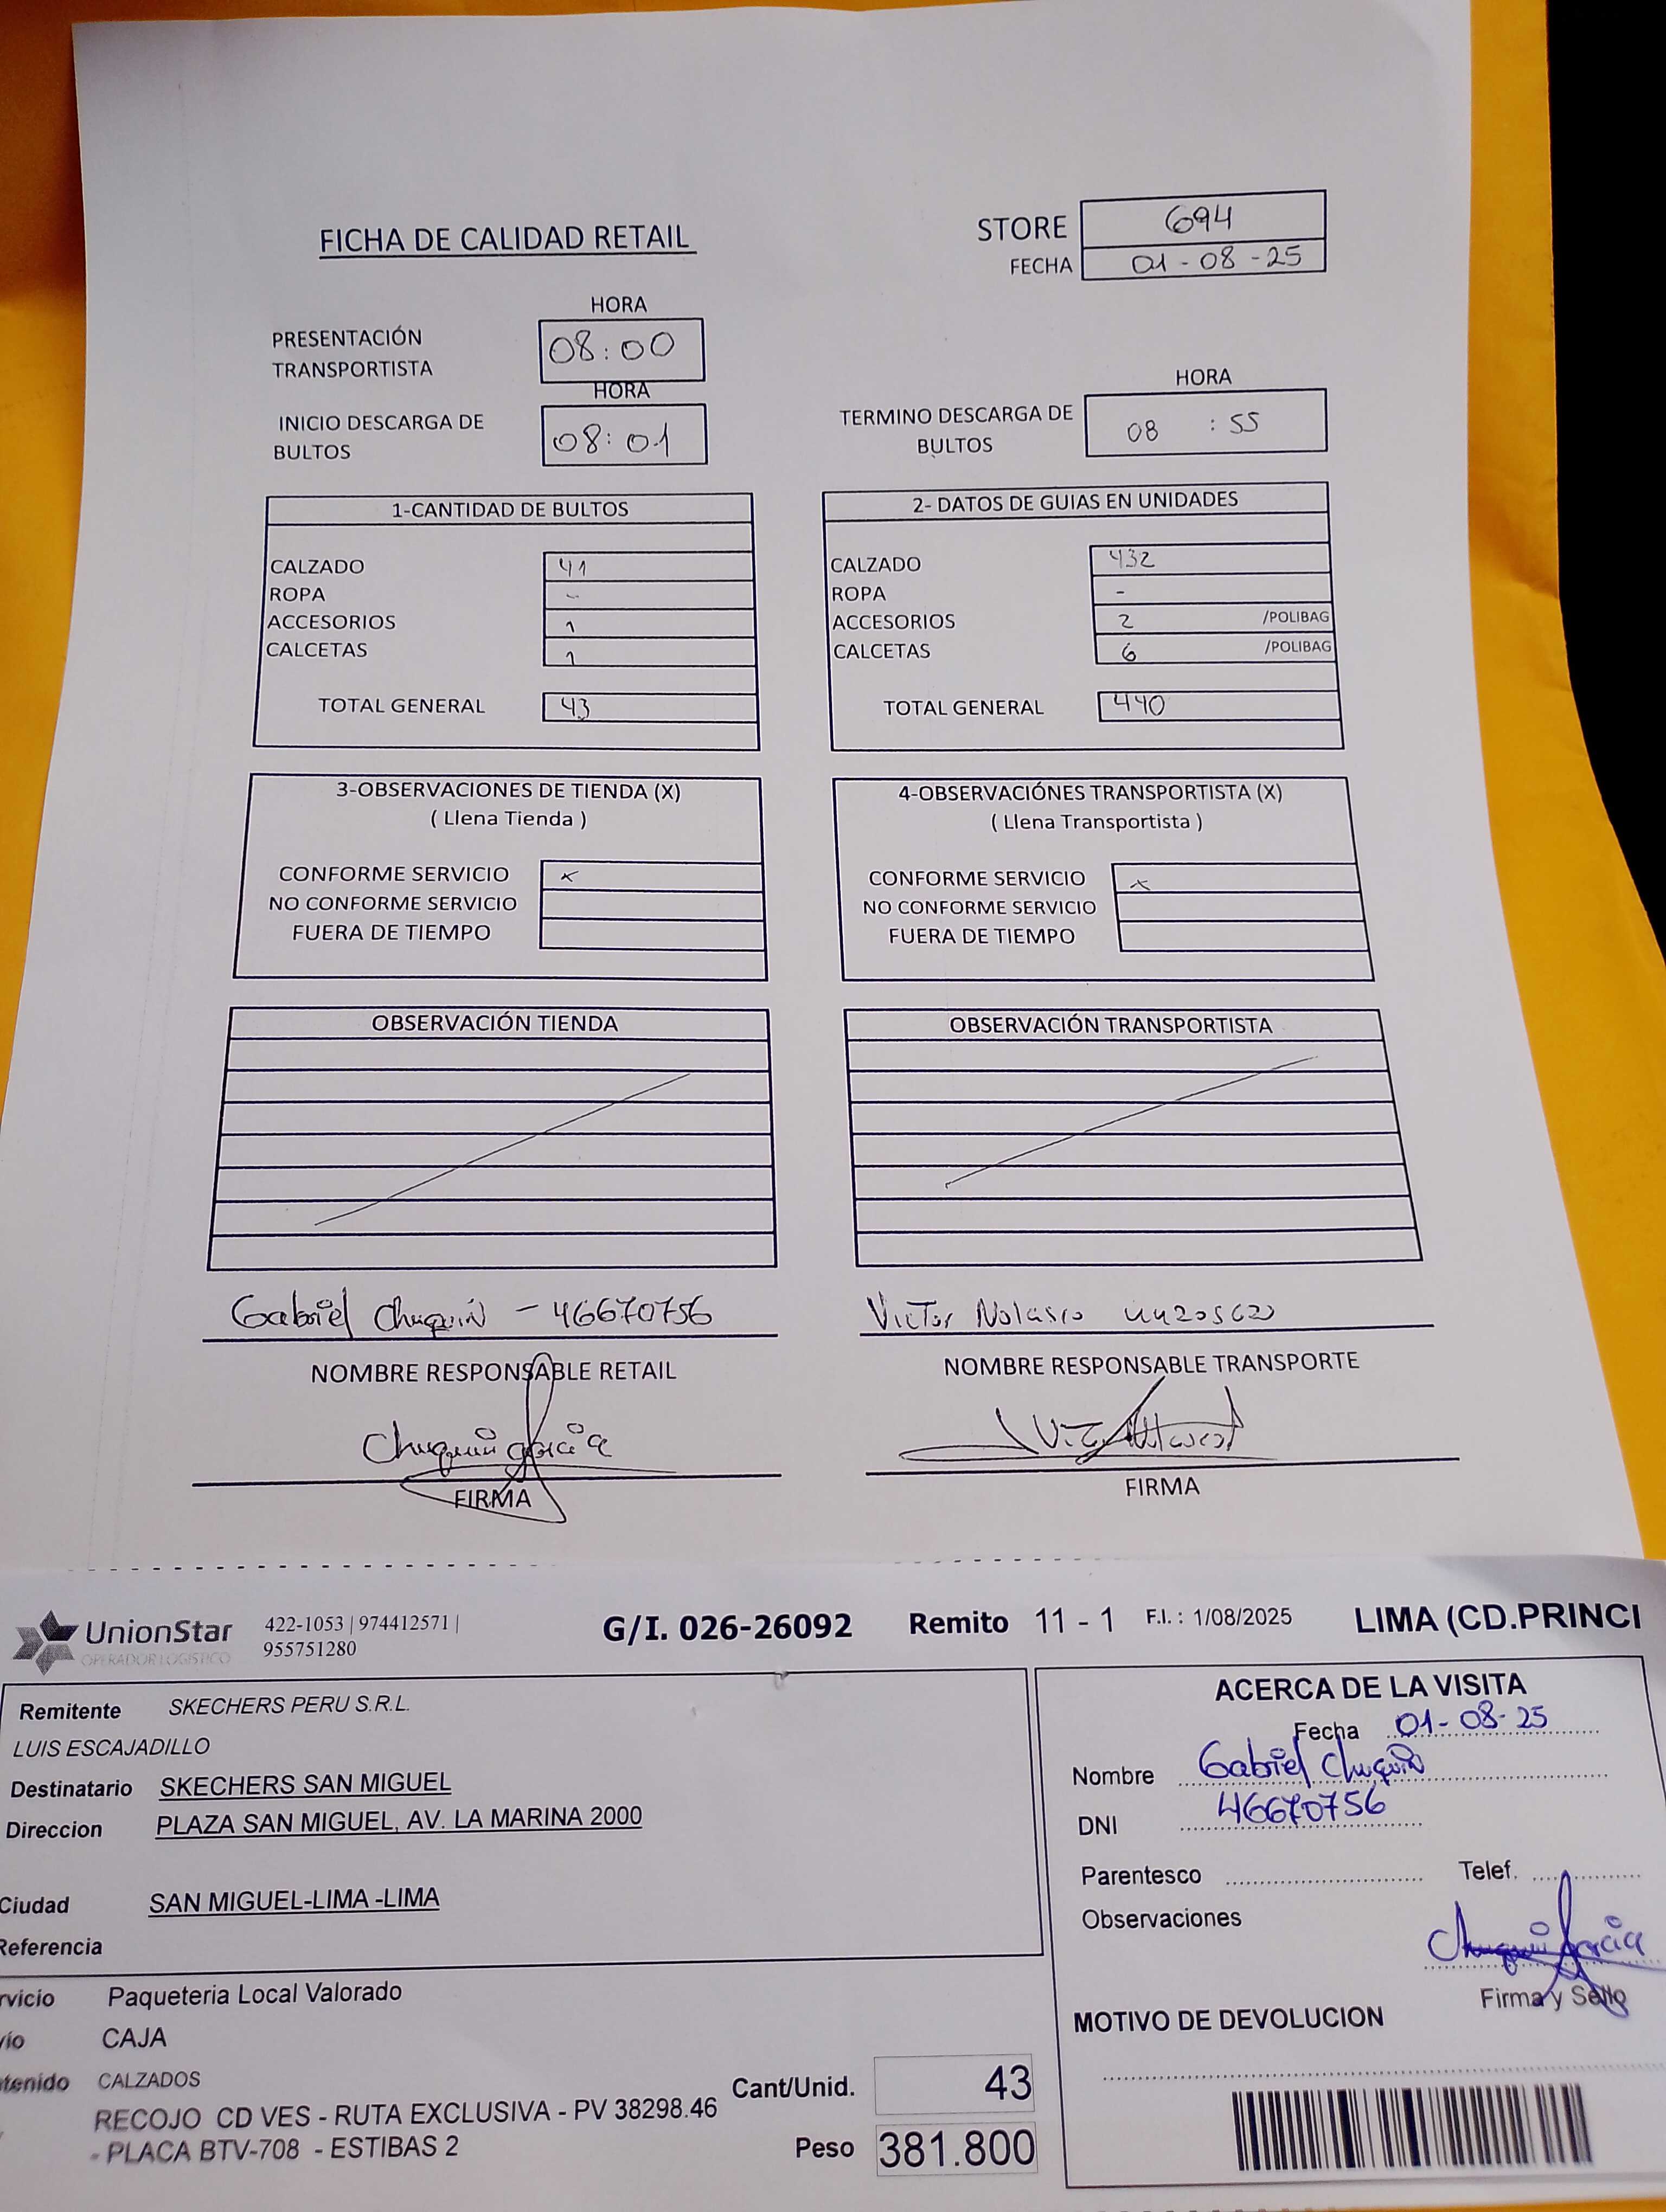 FICHA DE CALIDAD RETAIL
STORE 694
FECHA 01-08-25
HORA
PRESENTACIÓN TRANSPORTISTA 08:00
HORA
INICIO DESCARGA DE BULTOS 08:01
HORA
TERMINO DESCARGA DE BULTOS 08 :55
1-CANTIDAD DE BULTOS
CALZADO 41
ROPA -
ACCESORIOS 1
CALCETAS 1
TOTAL GENERAL 43
2- DATOS DE GUIAS EN UNIDADES
CALZADO 432
ROPA -
ACCESORIOS 2 /POLIBAG
CALCETAS 6 /POLIBAG
TOTAL GENERAL 440
3-OBSERVACIONES DE TIENDA (X)
( Llena Tienda )
CONFORME SERVICIO x
NO CONFORME SERVICIO
FUERA DE TIEMPO
4-OBSERVACIÓNES TRANSPORTISTA (X)
( Llena Transportista )
CONFORME SERVICIO x
NO CONFORME SERVICIO
FUERA DE TIEMPO
OBSERVACIÓN TIENDA
OBSERVACIÓN TRANSPORTISTA
Gabriel Chuquin - 46670756
NOMBRE RESPONSABLE RETAIL
Chuquin garcia
FIRMA
Victor Nolasco
NOMBRE RESPONSABLE TRANSPORTE
FIRMA
UnionStar
OPERADOR LOGISTICO
422-1053 | 974412571 |
955751280
G/I. 026-26092 Remito 11 - 1 F.I. : 1/08/2025 LIMA (CD.PRINCI
Remitente SKECHERS PERU S.R.L.
LUIS ESCAJADILLO
Destinatario SKECHERS SAN MIGUEL
Direccion PLAZA SAN MIGUEL, AV. LA MARINA 2000
Ciudad SAN MIGUEL-LIMA -LIMA
Referencia
rvicio Paqueteria Local Valorado
vío CAJA
tenido CALZADOS
RECOJO CD VES - RUTA EXCLUSIVA - PV 38298.46
- PLACA BTV-708 - ESTIBAS 2
Cant/Unid. 43
Peso 381.800
ACERCA DE LA VISITA
Fecha 01-08-25
Nombre Gabriel Chuquin
DNI 46670756
Parentesco Telef.
Observaciones
Chuquin garcia
Firma y Sello
MOTIVO DE DEVOLUCION